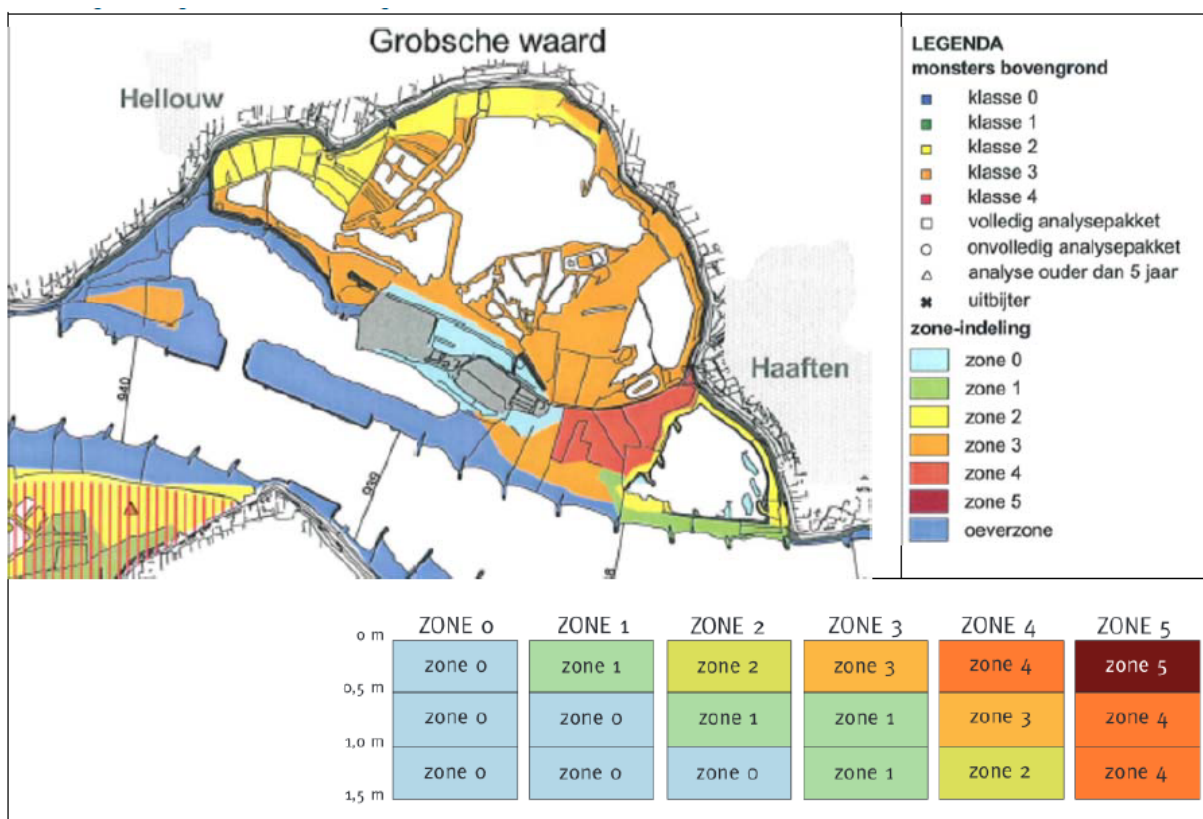 Grobsche waard
Hellouw
Haaften
940
939
LEGENDA
monsters bovengrond
klasse 0
klasse 1
klasse 2
klasse 3
klasse 4
volledig analysepakket
onvolledig analysepakket
analyse ouder dan 5 jaar
uitbijter
zone-indeling
zone 0
zone 1
zone 2
zone 3
zone 4
zone 5
oeverzone
ZONE 0 ZONE 1 ZONE 2 ZONE 3 ZONE 4 ZONE 5
0 m
zone 0 zone 1 zone 2 zone 3 zone 4 zone 5
0,5 m
zone 0 zone 0 zone 1 zone 1 zone 3 zone 4
1,0 m
zone 0 zone 0 zone 0 zone 1 zone 2 zone 4
1,5 m